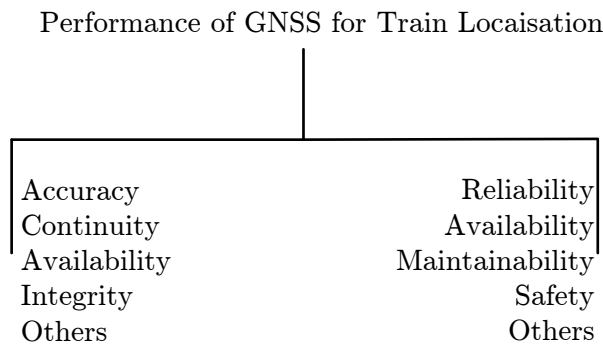 Performance of GNSS for Train Locaisation
Accuracy
Continuity
Availability
Integrity
Others
Reliability
Availability
Maintainability
Safety
Others